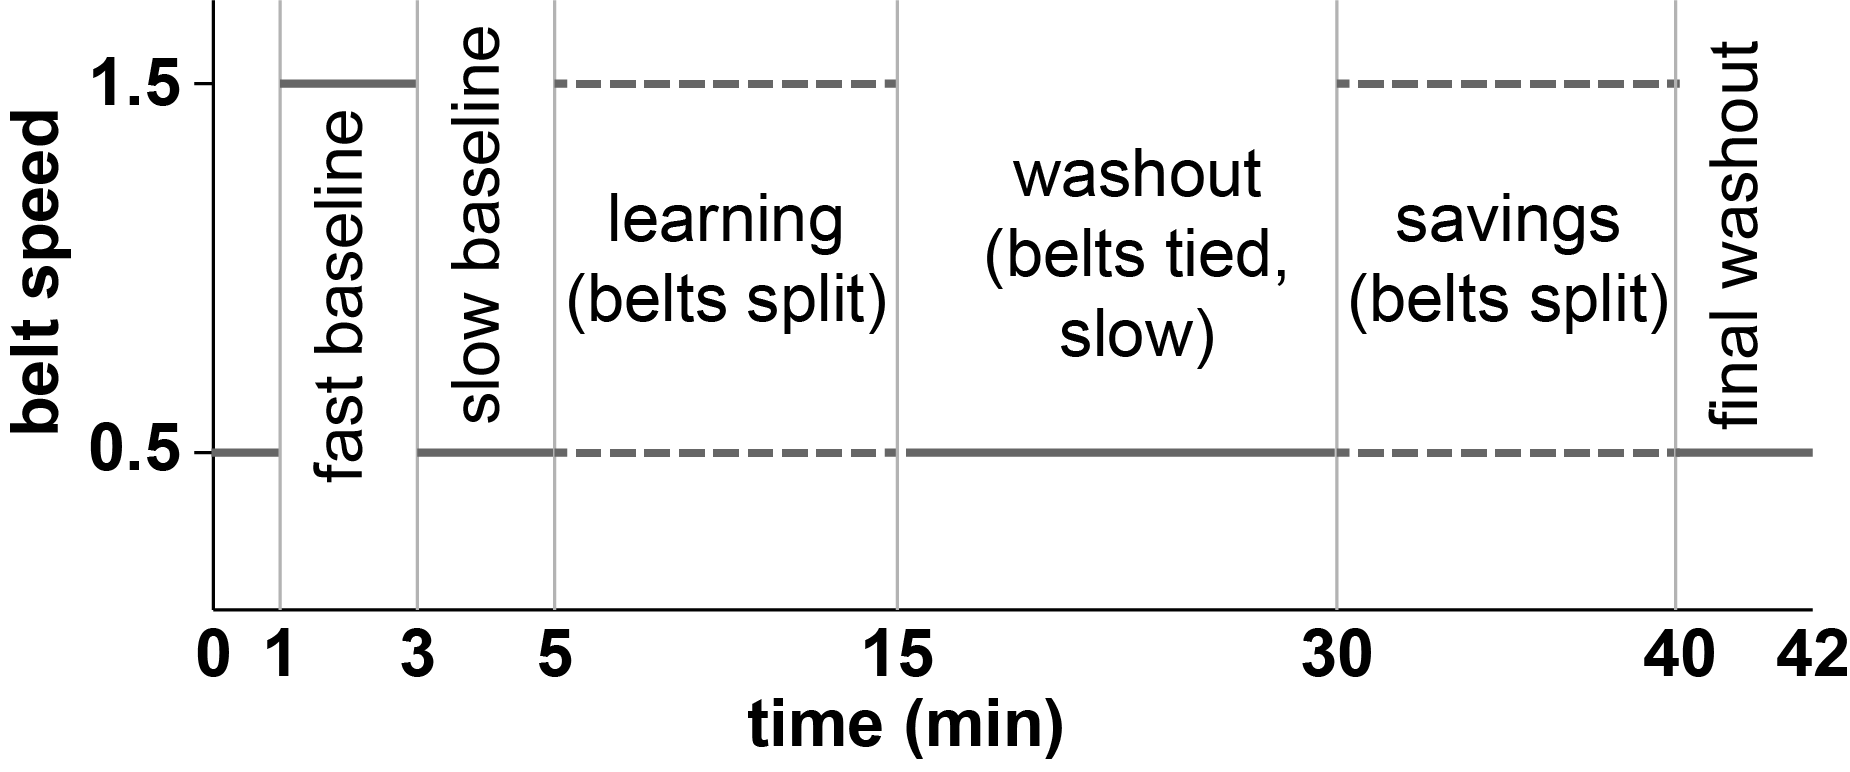 belt speed
1.5
0.5
fast baseline
slow baseline
learning
(belts split)
washout
(belts tied,
slow)
savings
(belts split)
final washout
0 1 3 5 15 30 40 42
time (min)